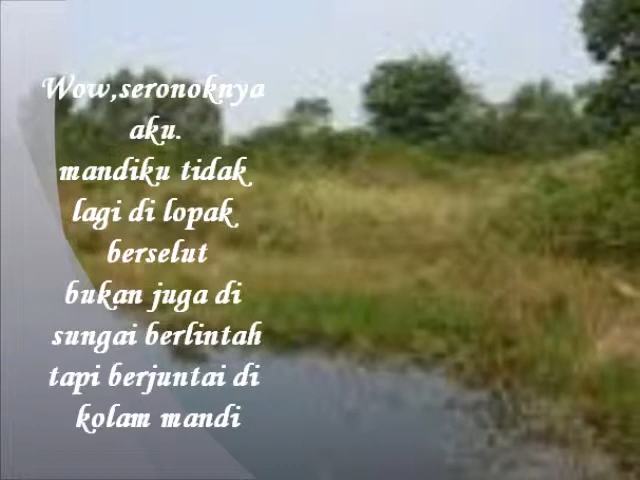 Wow,seronoknya
aku.
mandiku tidak
lagi di lopak
berselut
bukan juga di
sungai berlintah
tapi berjuntai di
kolam mandi